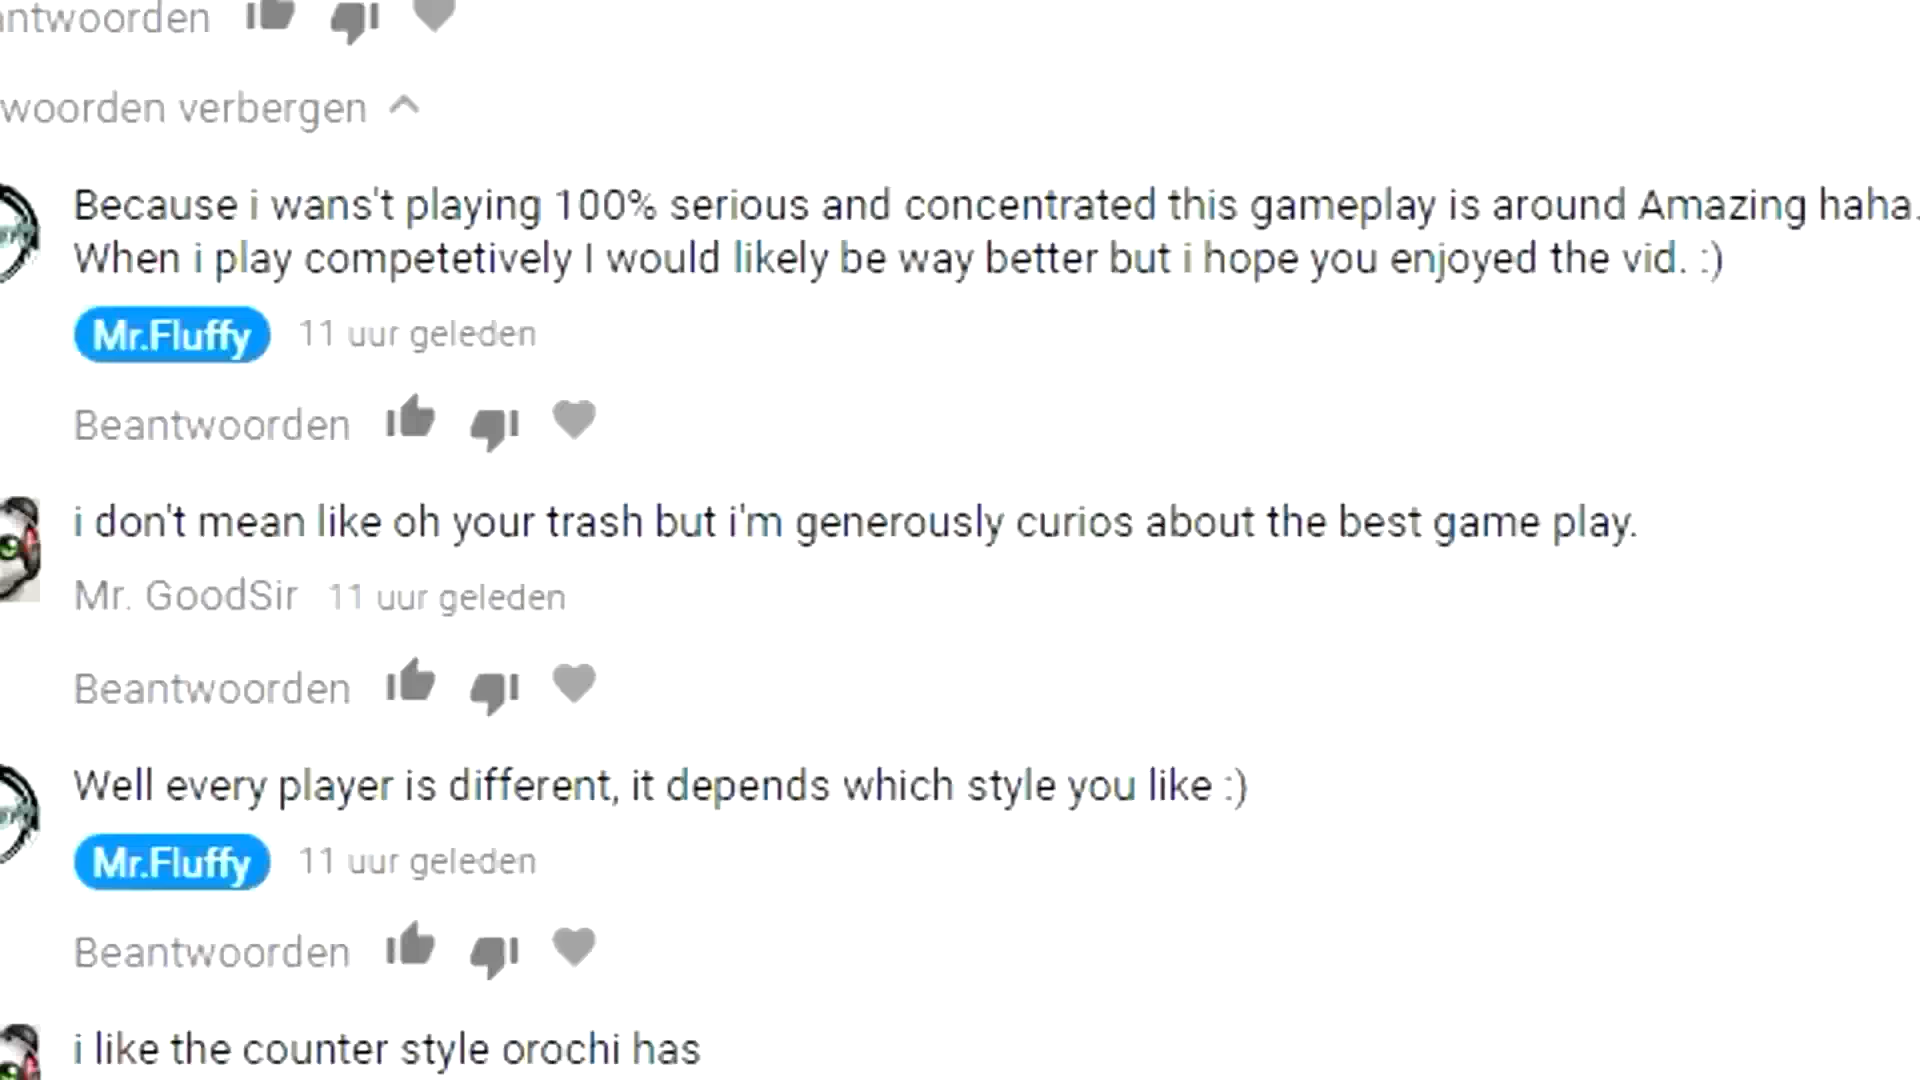 antwoorden
woorden verbergen
Because i wans't playing 100% serious and concentrated this gameplay is around Amazing haha.
When i play competetively I would likely be way better but i hope you enjoyed the vid. :)
Mr.Fluffy 11 uur geleden
Beantwoorden
i don't mean like oh your trash but i'm generously curios about the best game play.
Mr. GoodSir 11 uur geleden
Beantwoorden
Well every player is different, it depends which style you like :)
Mr.Fluffy 11 uur geleden
Beantwoorden
i like the counter style orochi has